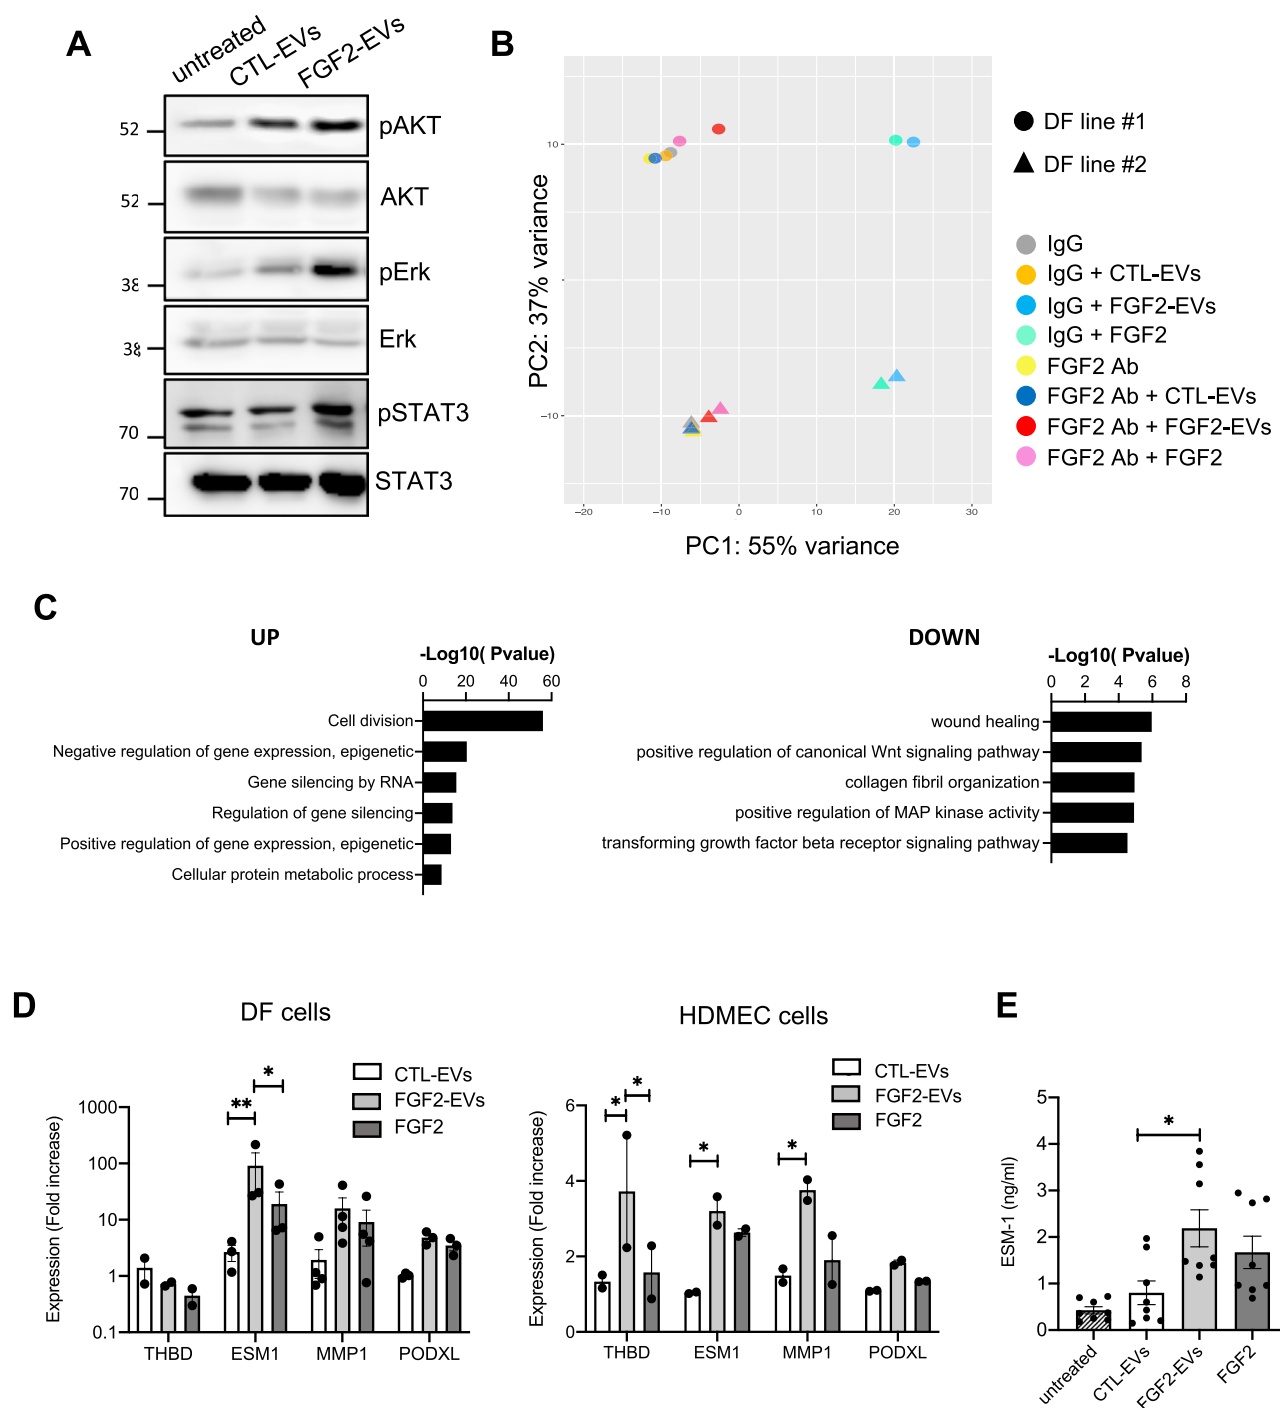 A
untreated
CTL-EVs
FGF2-EVs
52
pAKT
52
AKT
38
pErk
38
Erk
70
pSTAT3
70
STAT3
B
PC2: 37% variance
10
−10
−20
−10
0
10
20
30
PC1: 55% variance
DF line #1
DF line #2
IgG
IgG + CTL-EVs
IgG + FGF2-EVs
IgG + FGF2
FGF2 Ab
FGF2 Ab + CTL-EVs
FGF2 Ab + FGF2-EVs
FGF2 Ab + FGF2
C
UP
-Log10( Pvalue)
0 20 40 60
Cell division
Negative regulation of gene expression, epigenetic
Gene silencing by RNA
Regulation of gene silencing
Positive regulation of gene expression, epigenetic
Cellular protein metabolic process
DOWN
-Log10( Pvalue)
0 2 4 6 8
wound healing
positive regulation of canonical Wnt signaling pathway
collagen fibril organization
positive regulation of MAP kinase activity
transforming growth factor beta receptor signaling pathway
D
DF cells
CTL-EVs
FGF2-EVs
FGF2
Expression (Fold increase)
1000
100
10
1
0.1
** *
THBD ESM1 MMP1 PODXL
HDMEC cells
CTL-EVs
FGF2-EVs
FGF2
Expression (Fold increase)
6
4
2
0
* * * *
THBD ESM1 MMP1 PODXL
E
ESM-1 (ng/ml)
5
4
3
2
1
0
*
untreated
CTL-EVs
FGF2-EVs
FGF2